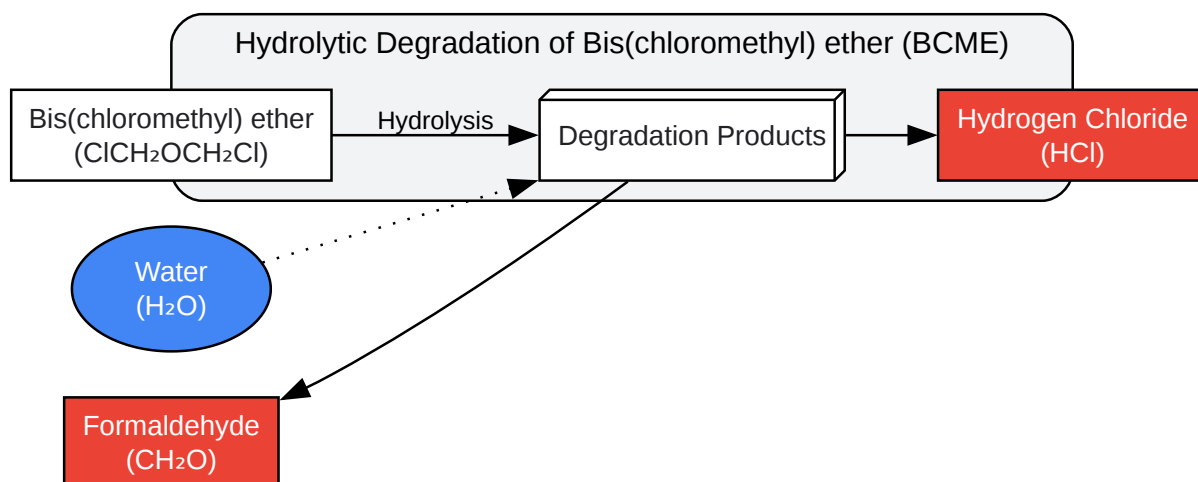 Hydrolytic Degradation of Bis(chloromethyl) ether (BCME)
Bis(chloromethyl) ether
(ClCH₂OCH₂Cl)
Hydrolysis
Degradation Products
Hydrogen Chloride
(HCl)
Water
(H₂O)
Formaldehyde
(CH₂O)